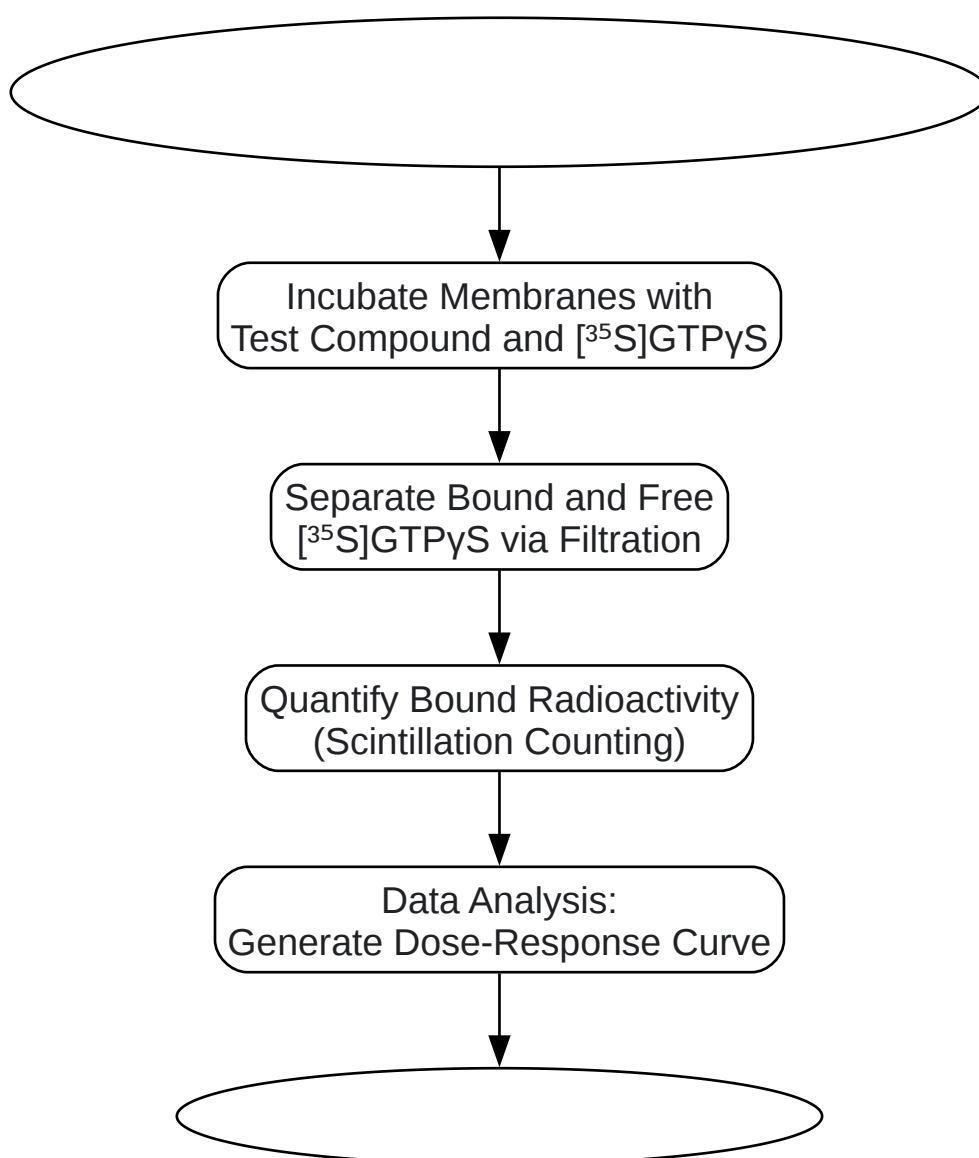 Incubate Membranes with
Test Compound and [³⁵S]GTPγS
Separate Bound and Free
[³⁵S]GTPγS via Filtration
Quantify Bound Radioactivity
(Scintillation Counting)
Data Analysis:
Generate Dose-Response Curve